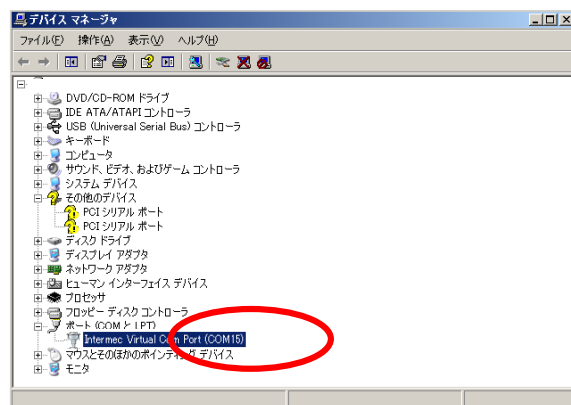 デバイス マネージャ
ファイル(F) 操作(A) 表示(V) ヘルプ(H)
DVD/CD-ROM ドライブ
IDE ATA/ATAPI コントローラ
USB (Universal Serial Bus) コントローラ
キーボード
コンピュータ
サウンド、ビデオ、およびゲーム コントローラ
システム デバイス
その他のデバイス
PCI シリアル ポート
PCI シリアル ポート
ディスク ドライブ
ディスプレイ アダプタ
ネットワーク アダプタ
ヒューマン インターフェイス デバイス
プロセッサ
フロッピー ディスク コントローラ
ポート (COM と LPT)
Intermec Virtual Com Port (COM15)
マウスとそのほかのポインティング デバイス
モニタ